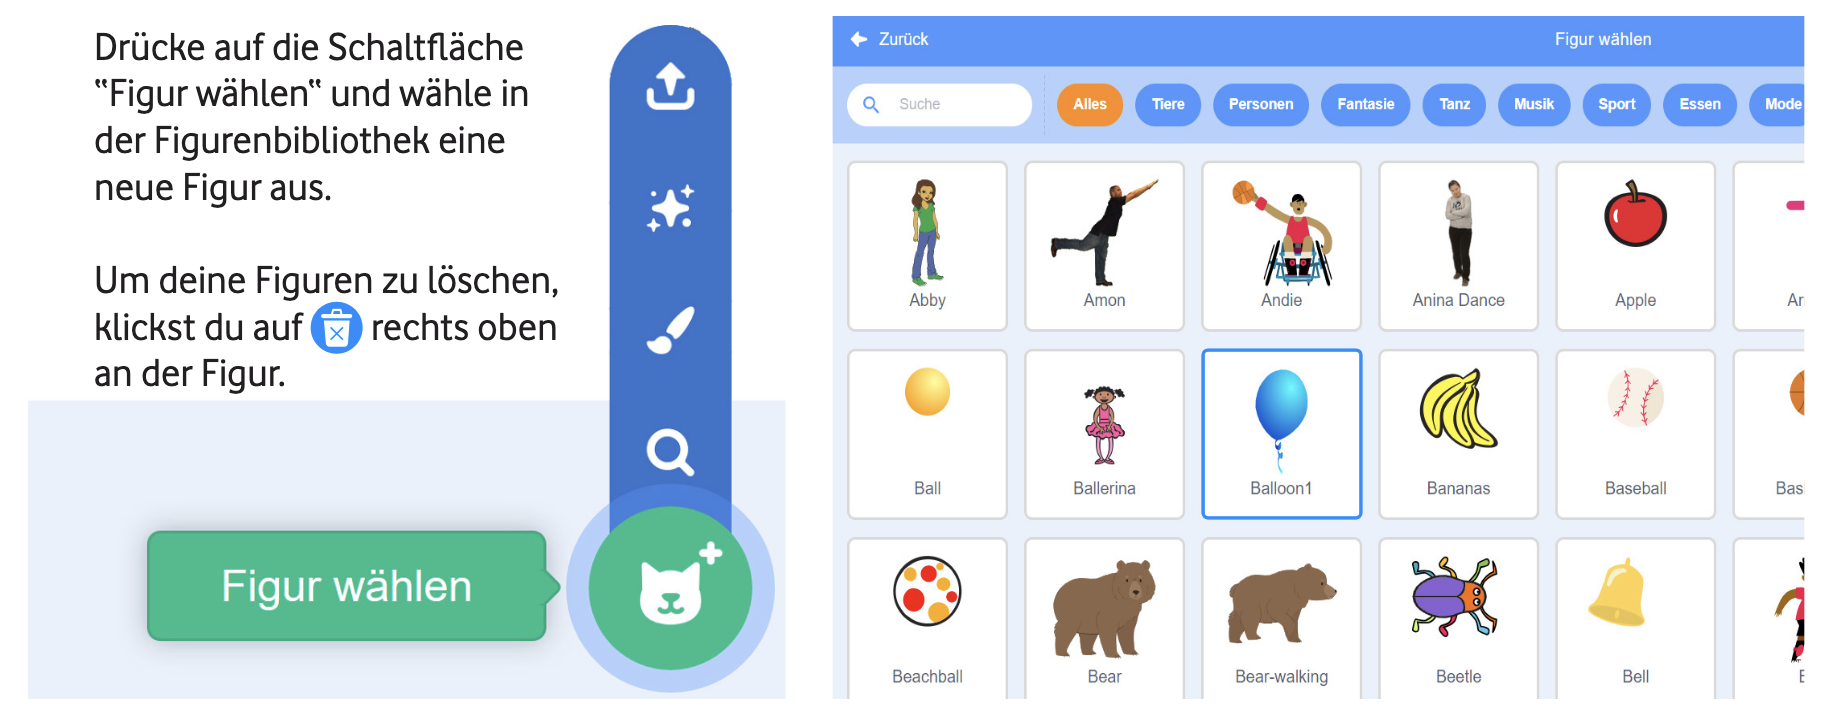 Drücke auf die Schaltfläche
"Figur wählen" und wähle in
der Figurenbibliothek eine
neue Figur aus.
Um deine Figuren zu löschen,
klickst du auf rechts oben
an der Figur.
Figur wählen
Zurück
Figur wählen
Suche
Alles
Tiere
Personen
Fantasie
Tanz
Musik
Sport
Essen
Mode
Abby
Amon
Andie
Anina Dance
Apple
Ball
Ballerina
Balloon1
Bananas
Baseball
Beachball
Bear
Bear-walking
Beetle
Bell